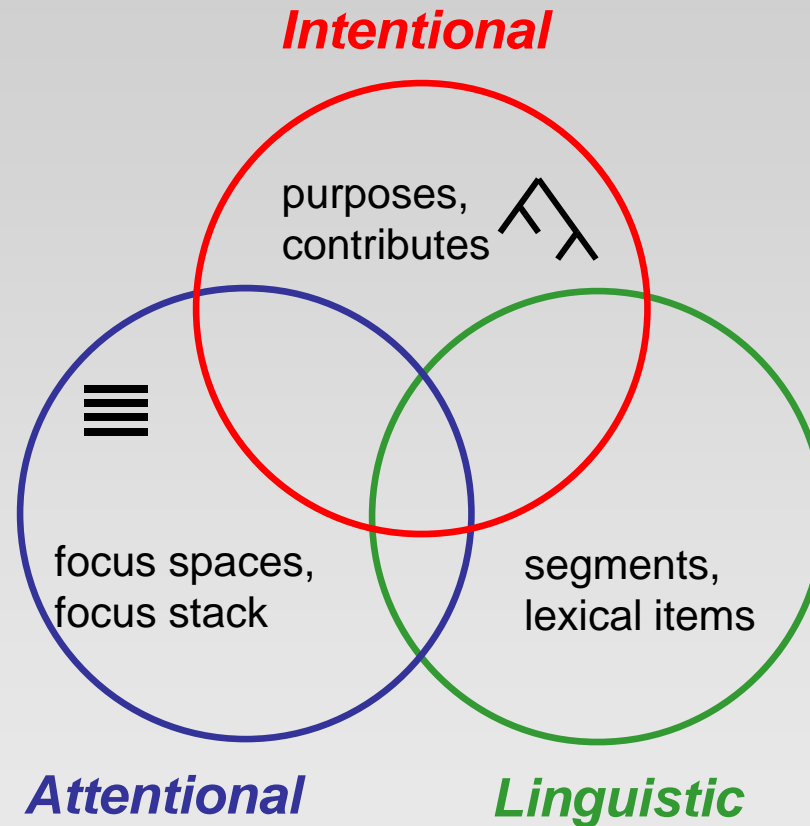 Intentional
purposes,
contributes
focus spaces,
focus stack
segments,
lexical items
Attentional
Linguistic